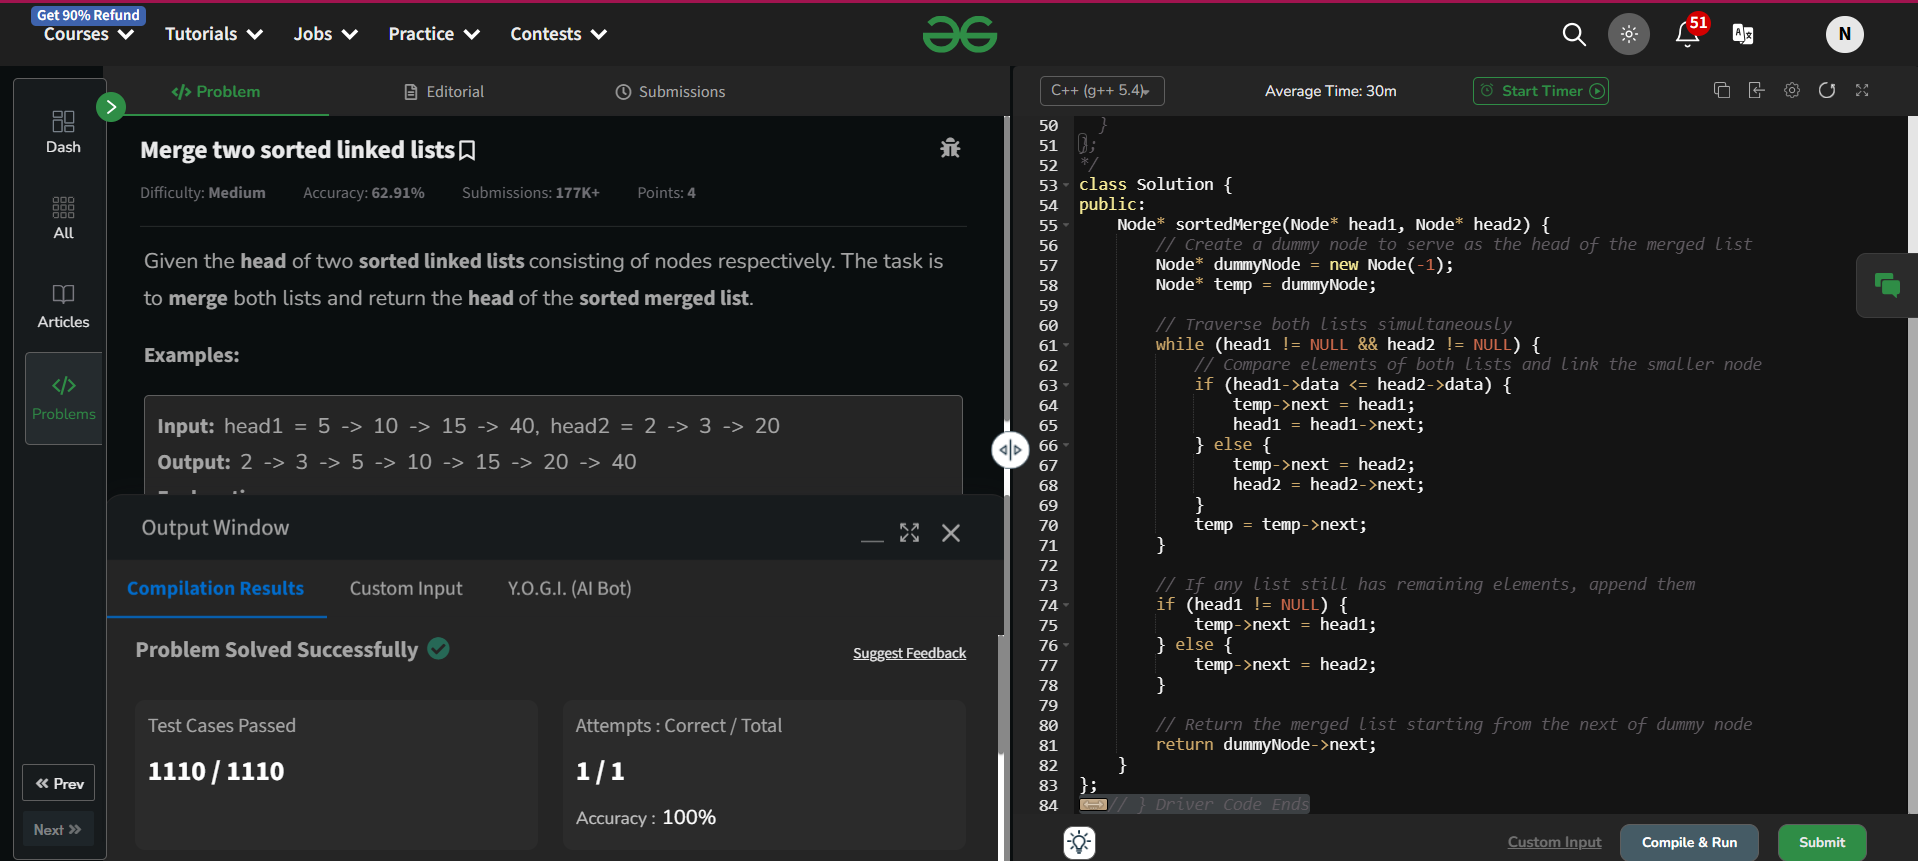 Get 90% Refund
Courses Tutorials Jobs Practice Contests
51
N
Dash
All
Articles
Problems
Prev
Next
Problem Editorial Submissions
Merge two sorted linked lists
Difficulty: Medium Accuracy: 62.91% Submissions: 177K+ Points: 4
Given the head of two sorted linked lists consisting of nodes respectively. The task is
to merge both lists and return the head of the sorted merged list.
Examples:
Input: head1 = 5 -> 10 -> 15 -> 40, head2 = 2 -> 3 -> 20
Output: 2 -> 3 -> 5 -> 10 -> 15 -> 20 -> 40
Output Window
Compilation Results Custom Input Y.O.G.I. (AI Bot)
Problem Solved Successfully
Suggest Feedback
Test Cases Passed
1110 / 1110
Attempts : Correct / Total
1 / 1
Accuracy : 100%
C++ (g++ 5.4) Average Time: 30m Start Timer
50 }
51 };
52 */
53 class Solution {
54 public:
55 Node* sortedMerge(Node* head1, Node* head2) {
56 // Create a dummy node to serve as the head of the merged list
57 Node* dummyNode = new Node(-1);
58 Node* temp = dummyNode;
59
60 // Traverse both lists simultaneously
61 while (head1 != NULL && head2 != NULL) {
62 // Compare elements of both lists and link the smaller node
63 if (head1->data <= head2->data) {
64 temp->next = head1;
65 head1 = head1->next;
66 } else {
67 temp->next = head2;
68 head2 = head2->next;
69 }
70 temp = temp->next;
71 }
72
73 // If any list still has remaining elements, append them
74 if (head1 != NULL) {
75 temp->next = head1;
76 } else {
77 temp->next = head2;
78 }
79
80 // Return the merged list starting from the next of dummy node
81 return dummyNode->next;
82 }
83 };
84 // } Driver Code Ends
Custom Input Compile & Run Submit